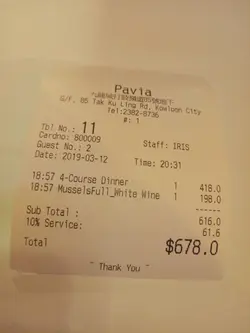 Pavia
G/F, 85 Tak Ku Ling Rd, Kowloon City
Tel:2382-8736
#: 1
Tbl No.: 11
Cardno: 800009 Staff: IRIS
Guest No.: 2
Date: 2019-03-12 Time: 20:31
18:57 4-Course Dinner 1 418.0
18:57 MusselsFull_White Wine 1 198.0
Sub Total : 616.0
10% Service: 61.6
Total $678.0
~ Thank You ~